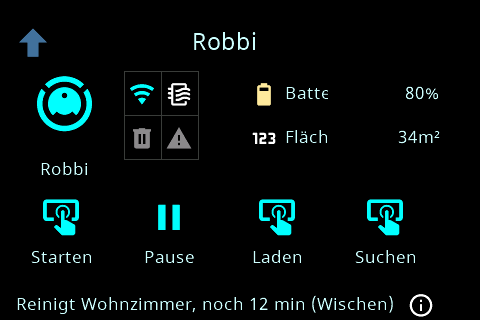 Robbi
Batte 80%
123 Fläch 34m²
Robbi
Starten Pause Laden Suchen
Reinigt Wohnzimmer, noch 12 min (Wischen)